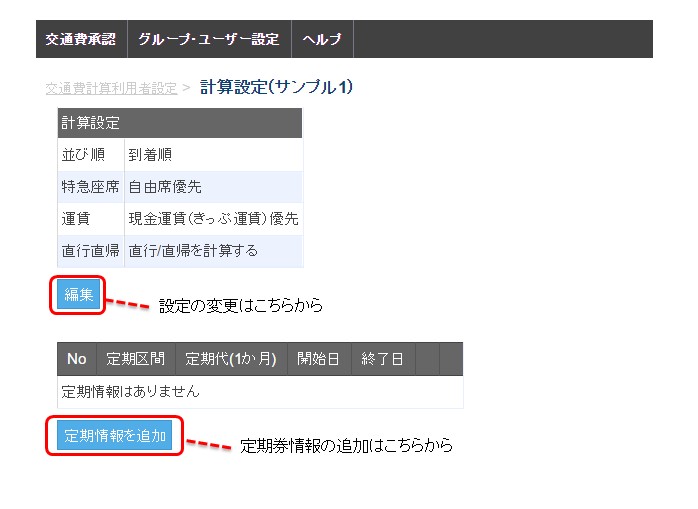 交通費承認 グループ・ユーザー設定 ヘルプ
交通費計算利用者設定 > 計算設定(サンプル1)
計算設定
並び順 到着順
特急座席 自由席優先
運賃 現金運賃(きっぷ運賃)優先
直行直帰 直行/直帰を計算する
編集
設定の変更はこちらから
No 定期区間 定期代(1か月) 開始日 終了日
定期情報はありません
定期情報を追加
定期券情報の追加はこちらから